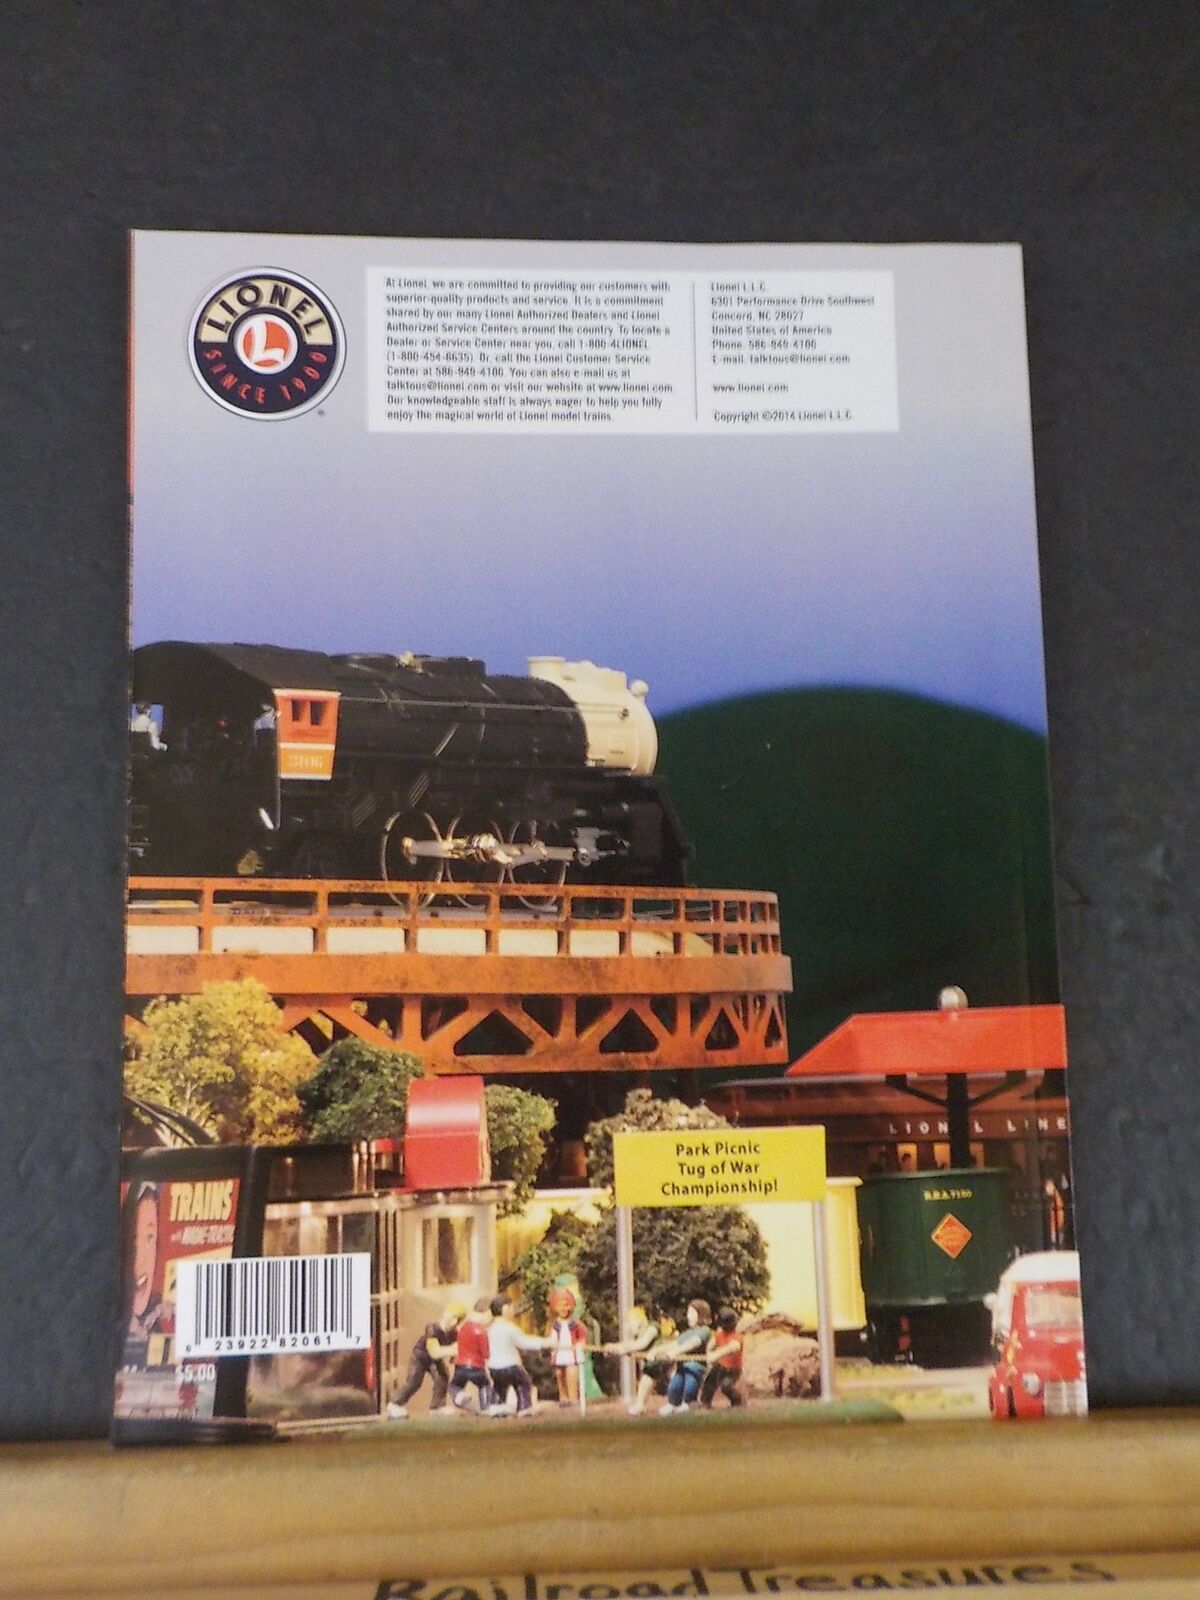 LIONEL
L
SINCE 1900
®
At Lionel, we are committed to providing our customers with
superior-quality products and service. It is a commitment
shared by our many Lionel Authorized Dealers and Lionel
Authorized Service Centers around the country. To locate a
Dealer or Service Center near you, call 1-800-4LIONEL
(1-800-454-6635). Or, call the Lionel Customer Service
Center at 586-949-4100. You can also e-mail us at
talktous@lionel.com or visit our website at www.lionel.com.
Our knowledgeable staff is always eager to help you fully
enjoy the magical world of Lionel model trains.
Lionel L.L.C.
6301 Performance Drive Southwest
Concord, NC 28027
United States of America
Phone: 586-949-4100
E-mail: talktous@lionel.com
www.lionel.com
Copyright ©2014 Lionel L.L.C.
3106
LIONEL LINE
Park Picnic
Tug of War
Championship!
R.E.A. 7120
TRAINS
with MAGNE-TRACTION
6 23922 82061 7
$5.00
Railroad Treasures